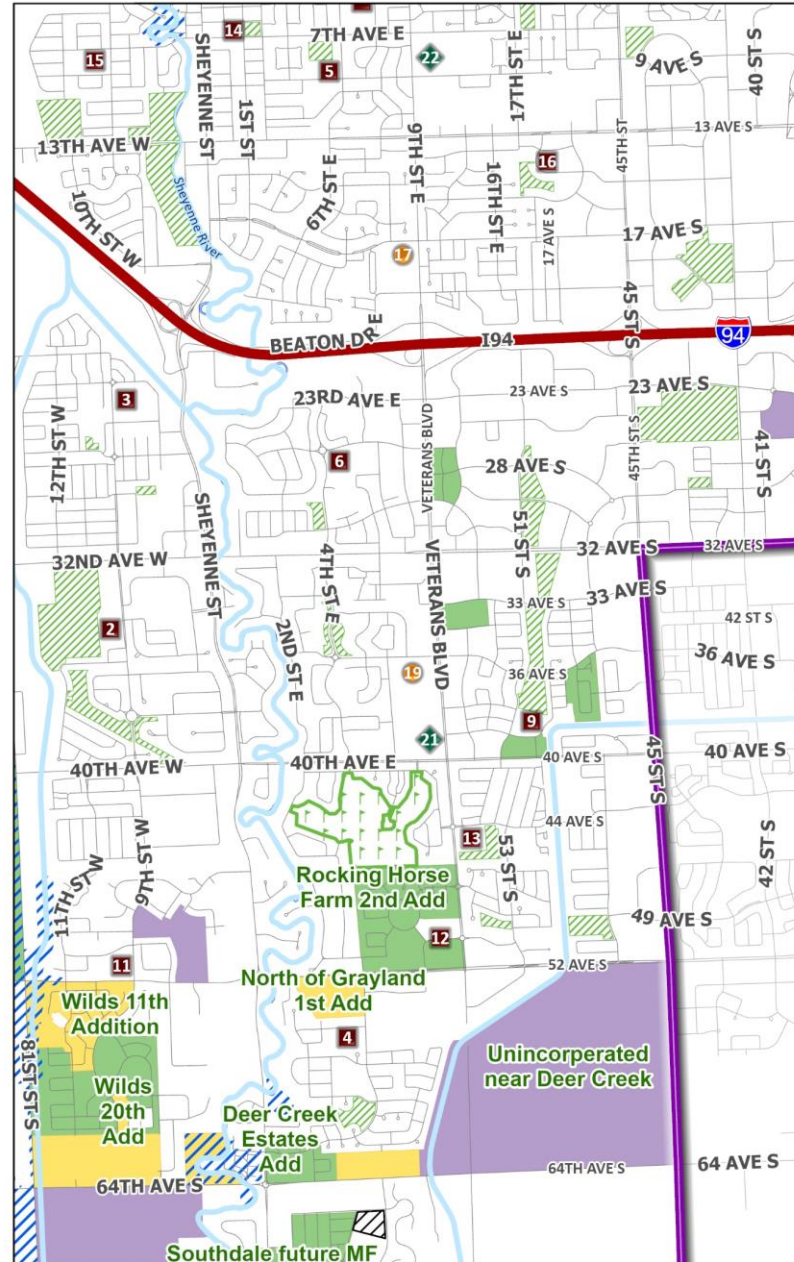 7TH AVE E
14
15
5
22
SHEYENNE ST
1ST ST
17TH ST E
9 AVE S
40 ST S
13TH AVE W
13 AVE S
45TH ST
16
9TH ST E
16TH ST E
6TH ST E
Sheyenne River
10TH ST W
17
17 AVE S
17 AVE S
45 ST S
BEATON DR E
I94
94
3
23RD AVE E
23 AVE S
23 AVE S
12TH ST W
6
VETERANS BLVD
28 AVE S
45TH ST S
41 ST S
SHEYENNE ST
51 ST S
32ND AVE W
32 AVE S
32 AVE S
4TH ST E
VETERANS BLVD
33 AVE S
33 AVE S
42 ST S
2
2ND ST E
19
36 AVE S
36 AVE S
9
21
40TH AVE W
40TH AVE E
40 AVE S
40 AVE S
45 ST S
13
44 AVE S
53 ST S
42 ST S
Rocking Horse
Farm 2nd Add
9TH ST W
117TH ST W
49 AVE S
12
11
52 AVE S
North of Grayland
1st Add
Wilds 11th
Addition
4
Unincorperated
near Deer Creek
81ST ST S
Wilds
20th
Add
Deer Creek
Estates
Add
64TH AVE S
64TH AVE S
64 AVE S
Southdale future MF